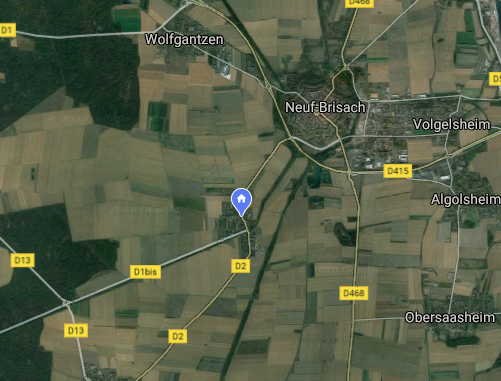 D468
D1
Wolfgantzen
D5
Neuf-Brisach
Volgelsheim
D415
Algolsheim
D13
D1bis
D2
D468
Obersaasheim
D13
D2